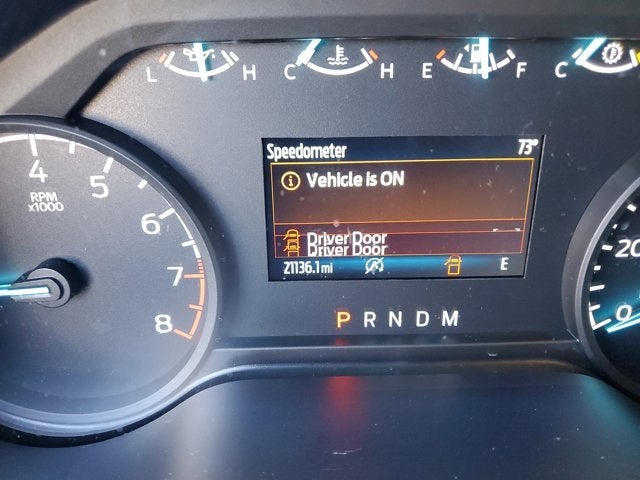 L H C H E F C
Speedometer 73°
Vehicle is ON
Driver Door
Driver Door
21136.1 mi E
P R N D M
4
5
6
7
8
RPM
x1000
20
0